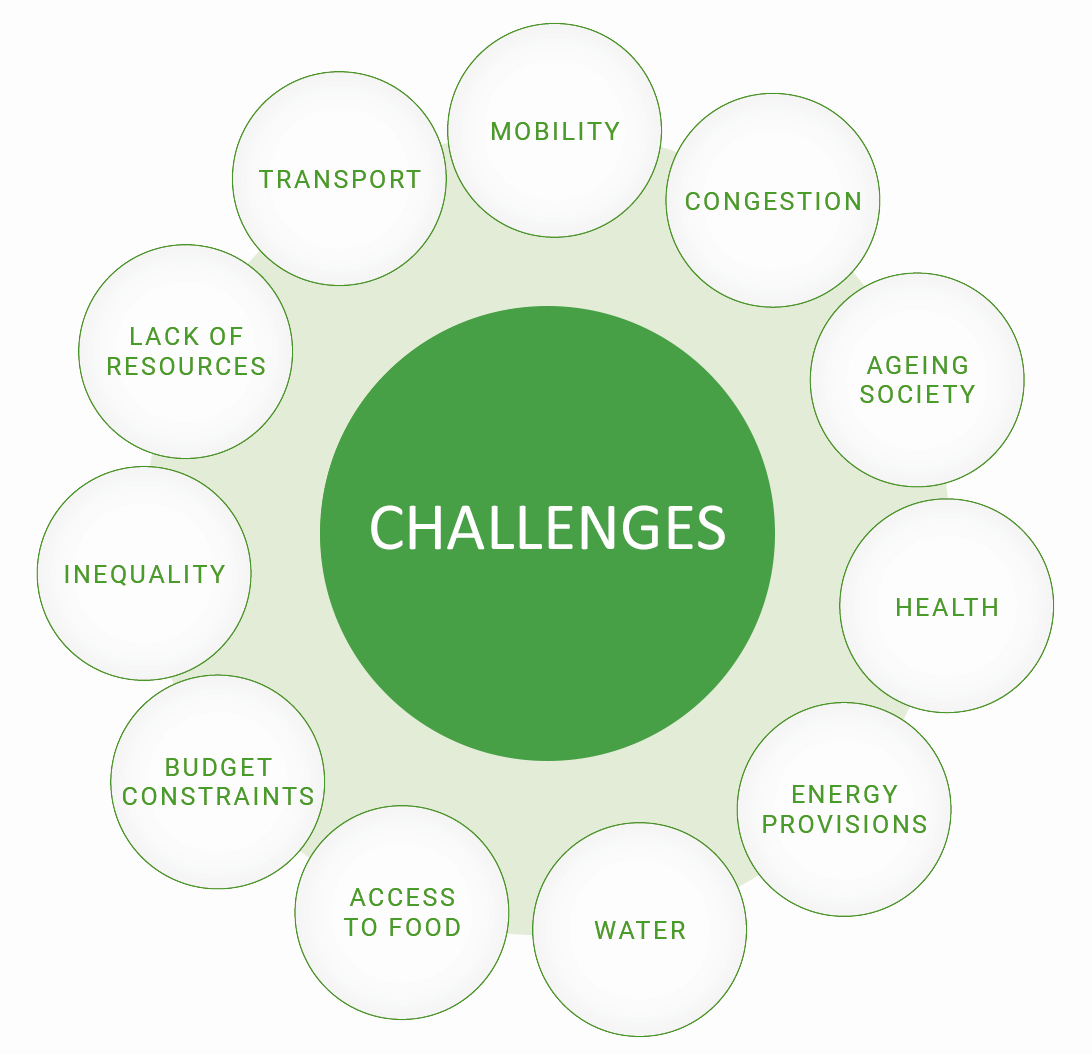 MOBILITY
TRANSPORT
CONGESTION
LACK OF
RESOURCES
AGEING
SOCIETY
CHALLENGES
INEQUALITY
HEALTH
BUDGET
CONSTRAINTS
ENERGY
PROVISIONS
ACCESS
TO FOOD
WATER